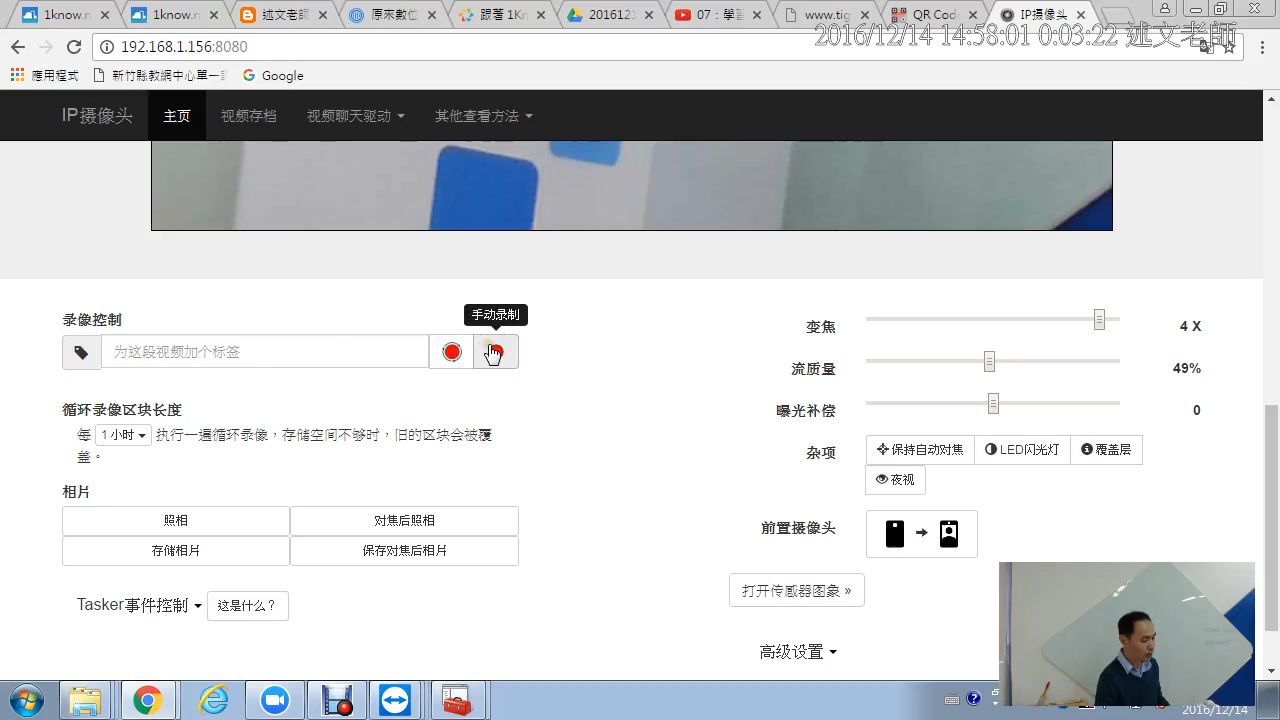 1know.n
1know.n
述文老師
原來數位
跟著1Kn
2016121
07：學習
www.tig
QR Cod
IP摄像头
192.168.1.156:8080
2016/12/14 14:58:01 0:03:22 述文老師
應用程式
新竹縣教網中心單一
Google
IP摄像头 主页 视频存档 视频聊天驱动 其他查看方法
手动录制
录像控制
为这段视频加个标签
循环录像区块长度
每 1 小时 执行一遍循环录像，存储空间不够时，旧的区块会被覆
盖。
相片
照相 对焦后照相
存储相片 保存对焦后相片
Tasker事件控制 这是什么？
变焦 4 X
流质量 49%
曝光补偿 0
杂项 保持自动对焦 LED闪光灯 覆盖层
夜视
前置摄像头
打开传感器图象 »
高级设置
2016/12/14